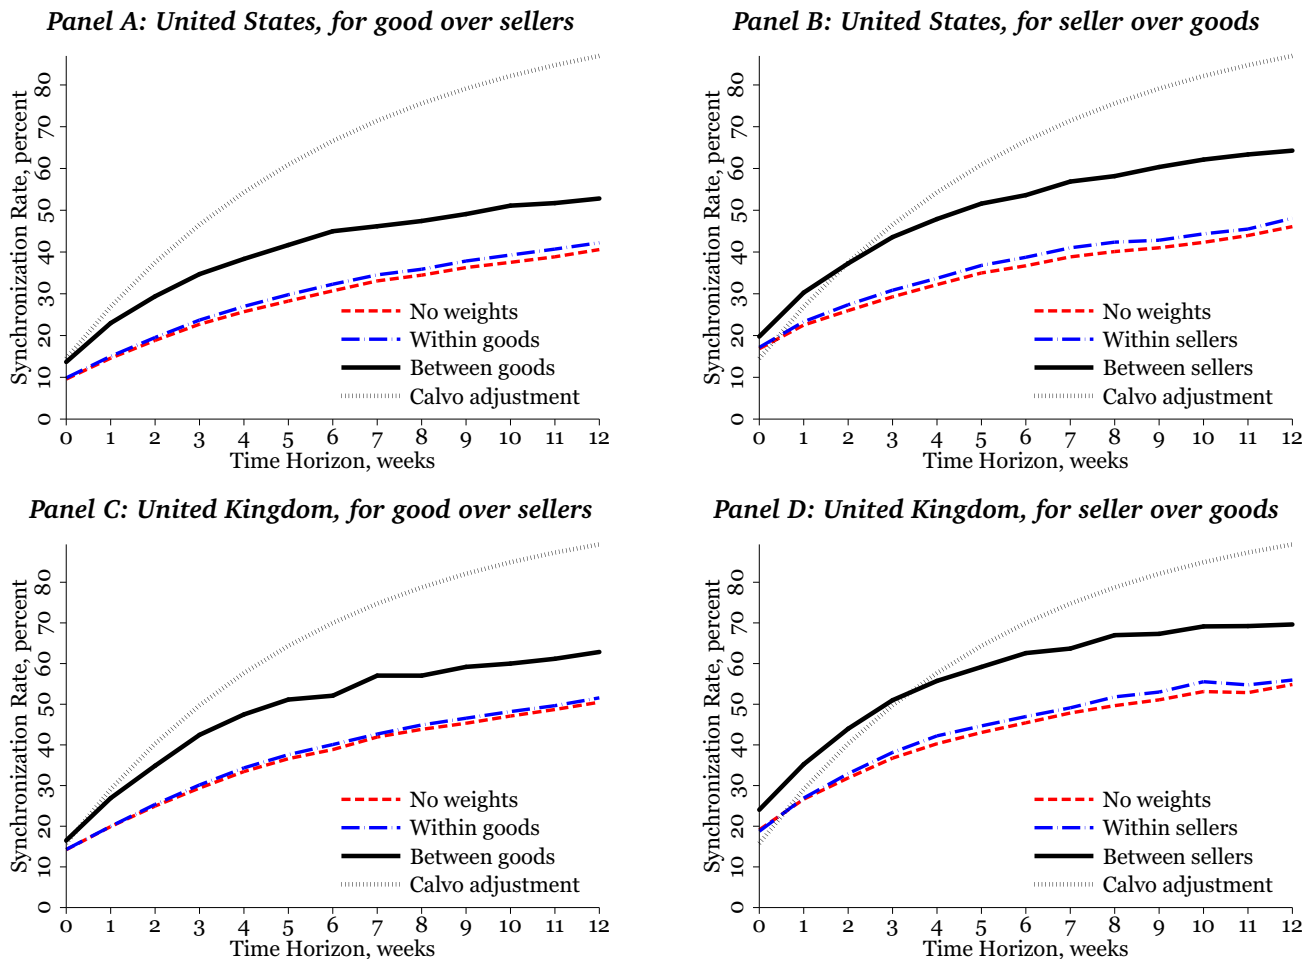 Panel A: United States, for good over sellers
Synchronization Rate, percent
0 10 20 30 40 50 60 70 80
No weights
Within goods
Between goods
Calvo adjustment
0 1 2 3 4 5 6 7 8 9 10 11 12
Time Horizon, weeks
Panel B: United States, for seller over goods
Synchronization Rate, percent
0 10 20 30 40 50 60 70 80
No weights
Within sellers
Between sellers
Calvo adjustment
0 1 2 3 4 5 6 7 8 9 10 11 12
Time Horizon, weeks
Panel C: United Kingdom, for good over sellers
Synchronization Rate, percent
0 10 20 30 40 50 60 70 80
No weights
Within goods
Between goods
Calvo adjustment
0 1 2 3 4 5 6 7 8 9 10 11 12
Time Horizon, weeks
Panel D: United Kingdom, for seller over goods
Synchronization Rate, percent
0 10 20 30 40 50 60 70 80
No weights
Within sellers
Between sellers
Calvo adjustment
0 1 2 3 4 5 6 7 8 9 10 11 12
Time Horizon, weeks